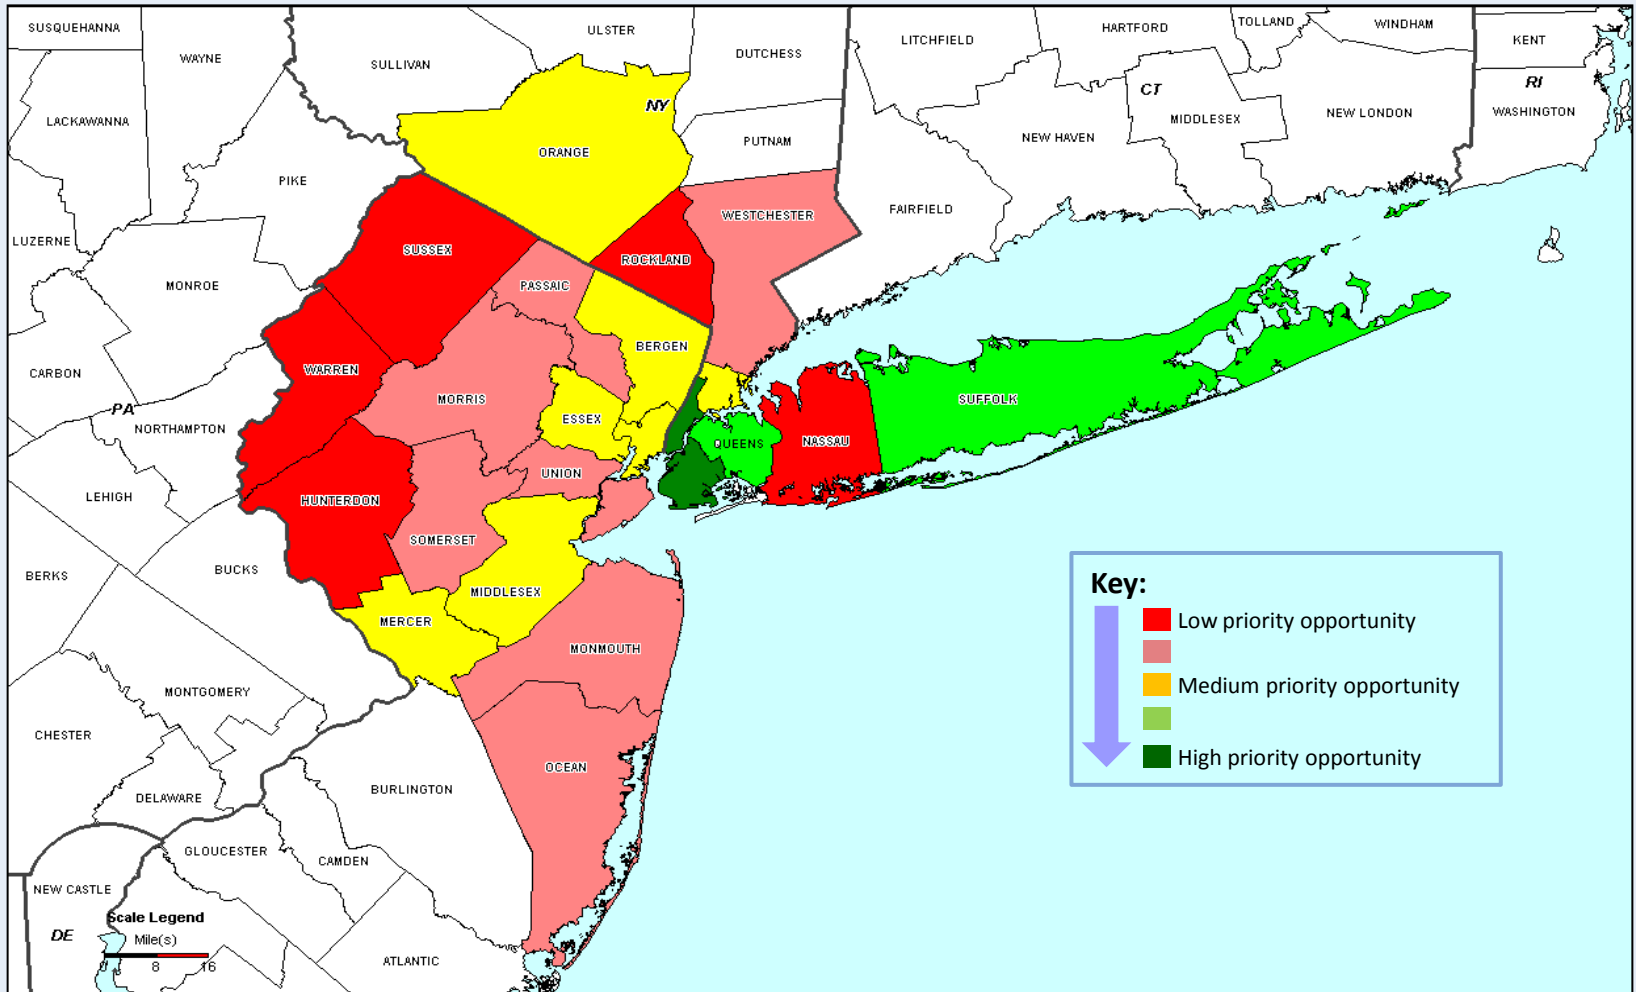 SUSQUEHANNA
WAYNE
SULLIVAN
ULSTER
DUTCHESS
LITCHFIELD
HARTFORD
TOLLAND
WINDHAM
KENT
RI
WASHINGTON
LACKAWANNA
NY
CT
MIDDLESEX
NEW LONDON
NEW HAVEN
PUTNAM
ORANGE
PIKE
FAIRFIELD
WESTCHESTER
LUZERNE
SUSSEX
ROCKLAND
MONROE
PASSAIC
BERGEN
CARBON
WARREN
MORRIS
SUFFOLK
PA
NORTHAMPTON
ESSEX
QUEENS
NASSAU
UNION
LEHIGH
HUNTERDON
SOMERSET
BERKS
BUCKS
MIDDLESEX
MERCER
MONMOUTH
MONTGOMERY
CHESTER
OCEAN
DELAWARE
BURLINGTON
GLOUCESTER
CAMDEN
NEW CASTLE
DE
ATLANTIC
Scale Legend
Mile(s)
0 8 16
Key:
Low priority opportunity
Medium priority opportunity
High priority opportunity